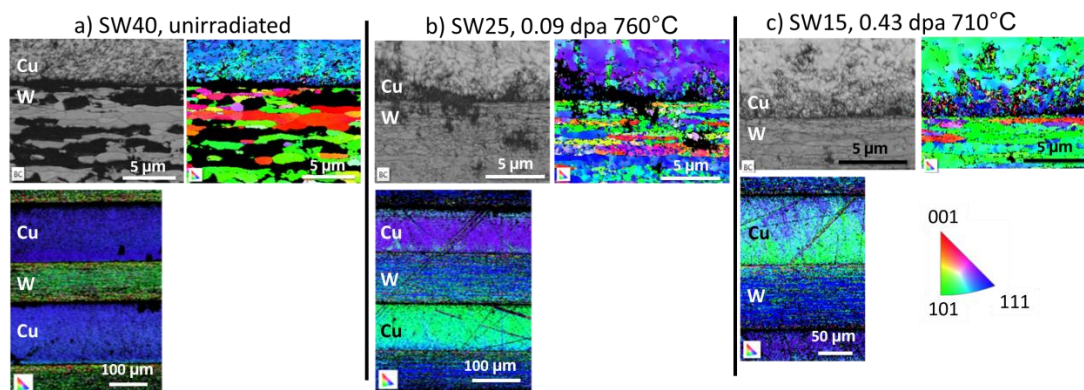 a) SW40, unirradiated
Cu
W
5 μm
BC
5 μm
Cu
W
Cu
100 μm
b) SW25, 0.09 dpa 760°C
Cu
W
5 μm
BC
5 μm
Cu
W
Cu
100 μm
c) SW15, 0.43 dpa 710°C
Cu
W
5 μm
BC
5 μm
Cu
W
50 μm
001
101
111